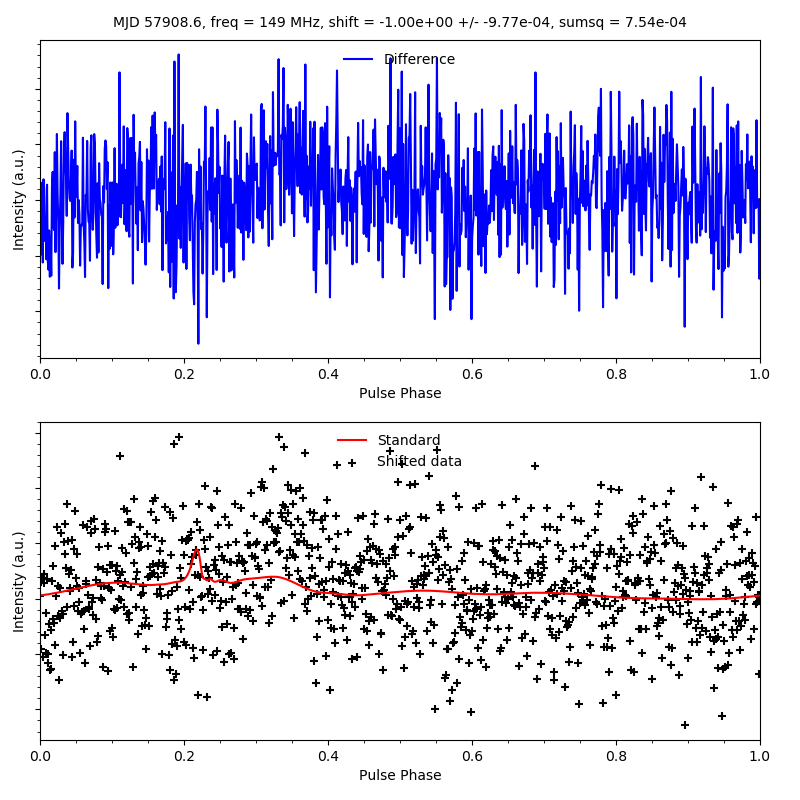 MJD 57908.6, freq = 149 MHz, shift = -1.00e+00 +/- -9.77e-04, sumsq = 7.54e-04
Difference
Intensity (a.u.)
0.0 0.2 0.4 0.6 0.8 1.0
Pulse Phase
Standard
Shifted data
Intensity (a.u.)
0.0 0.2 0.4 0.6 0.8 1.0
Pulse Phase